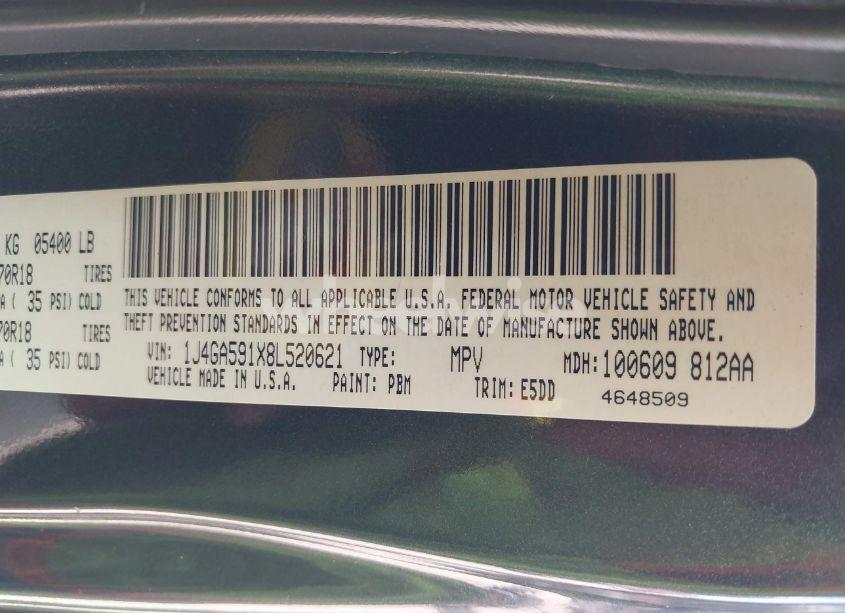 KG 05400 LB
70R18 TIRES
A ( 35 PSI) COLD
70R18 TIRES
A ( 35 PSI) COLD
THIS VEHICLE CONFORMS TO ALL APPLICABLE U.S.A. FEDERAL MOTOR VEHICLE SAFETY AND
THEFT PREVENTION STANDARDS IN EFFECT ON THE DATE OF MANUFACTURE SHOWN ABOVE.
VIN: 1J4GA591X8L520621 TYPE: MPV MDH: 100609 812AA
VEHICLE MADE IN U.S.A. PAINT: PBM TRIM: E5DD 4648509